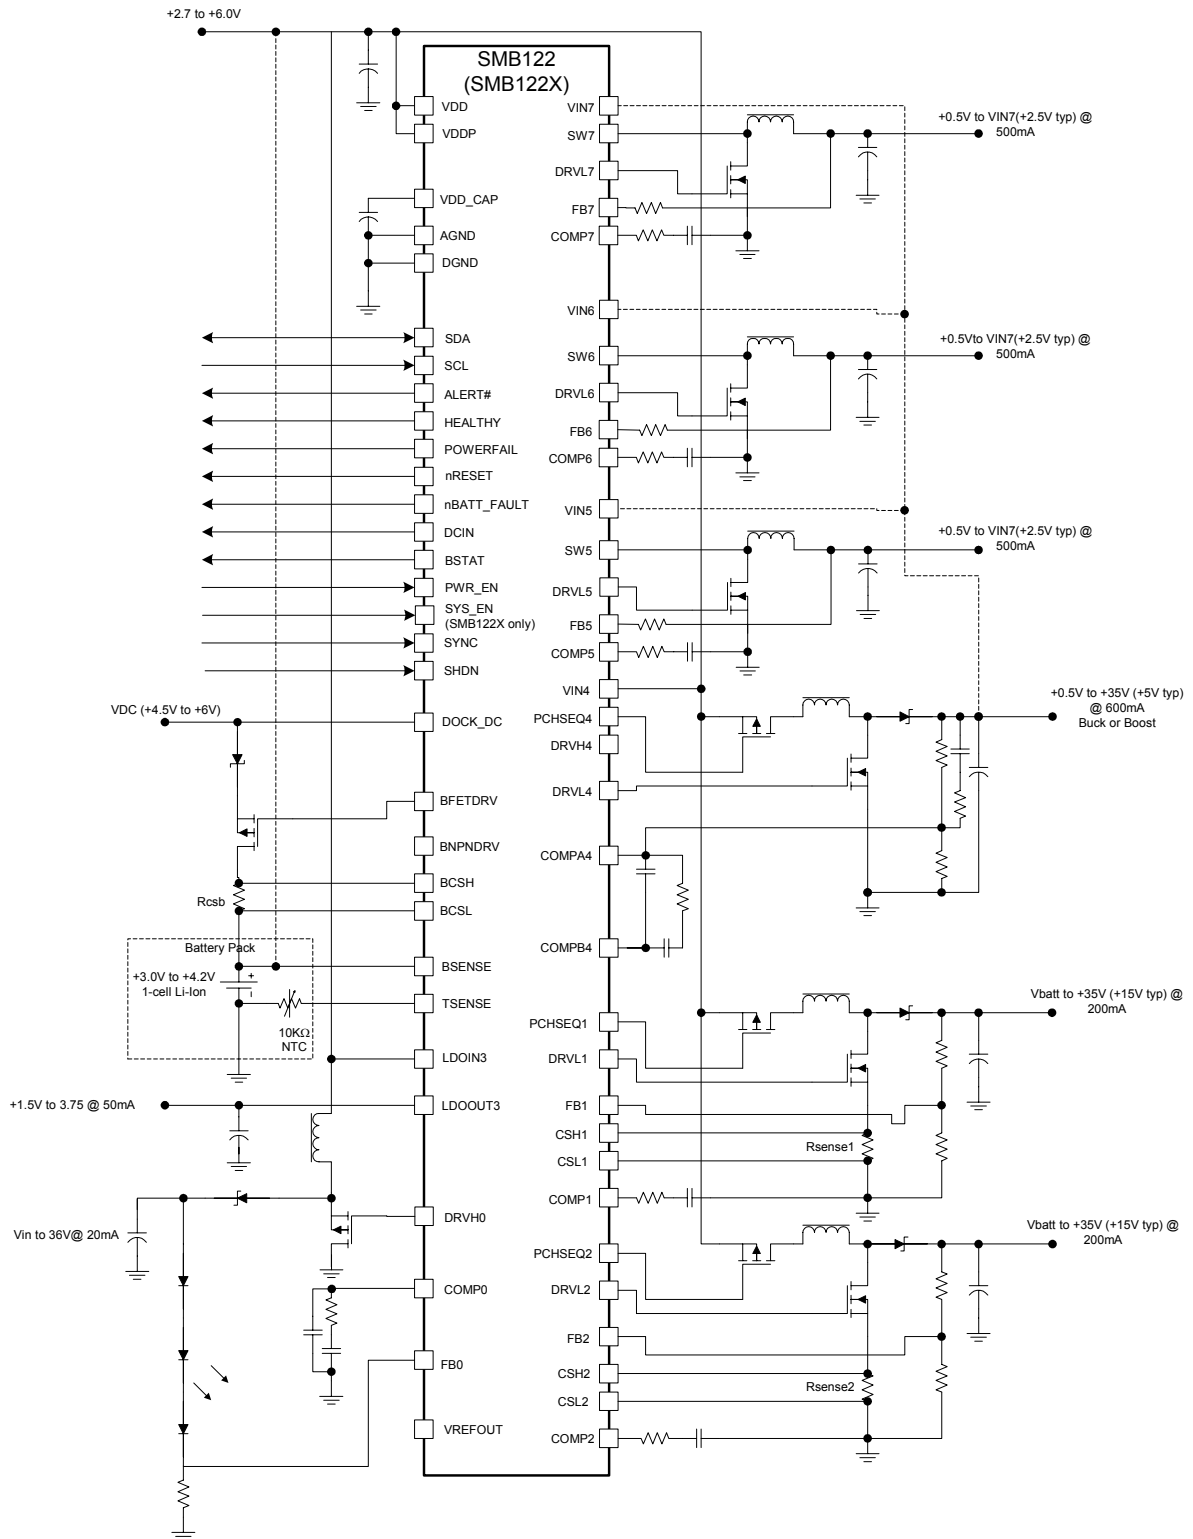 +2.7 to +6.0V
SMB122
(SMB122X)
VDD
VDDP
VDD_CAP
AGND
DGND
SDA
SCL
ALERT#
HEALTHY
POWERFAIL
nRESET
nBATT_FAULT
DCIN
BSTAT
PWR_EN
SYS_EN
(SMB122X only)
SYNC
SHDN
VDC (+4.5V to +6V)
DOCK_DC
BFETDRV
BNPNDRV
BCSH
Rcsb
BCSL
Battery Pack
BSENSE
+3.0V to +4.2V
1-cell Li-Ion
+
-
TSENSE
10KΩ
NTC
LDOIN3
+1.5V to 3.75 @ 50mA
LDOOUT3
DRVH0
Vin to 36V@ 20mA
COMP0
FB0
VREFOUT
VIN7
SW7
DRVL7
FB7
COMP7
+0.5V to VIN7(+2.5V typ) @
500mA
VIN6
SW6
DRVL6
FB6
COMP6
+0.5Vto VIN7(+2.5V typ) @
500mA
VIN5
SW5
DRVL5
FB5
COMP5
+0.5V to VIN7(+2.5V typ) @
500mA
VIN4
PCHSEQ4
DRVH4
DRVL4
COMPA4
COMPB4
+0.5V to +35V (+5V typ)
@ 600mA
Buck or Boost
PCHSEQ1
DRVL1
FB1
CSH1
Rsense1
CSL1
COMP1
Vbatt to +35V (+15V typ) @
200mA
PCHSEQ2
DRVL2
FB2
CSH2
Rsense2
CSL2
COMP2
Vbatt to +35V (+15V typ) @
200mA